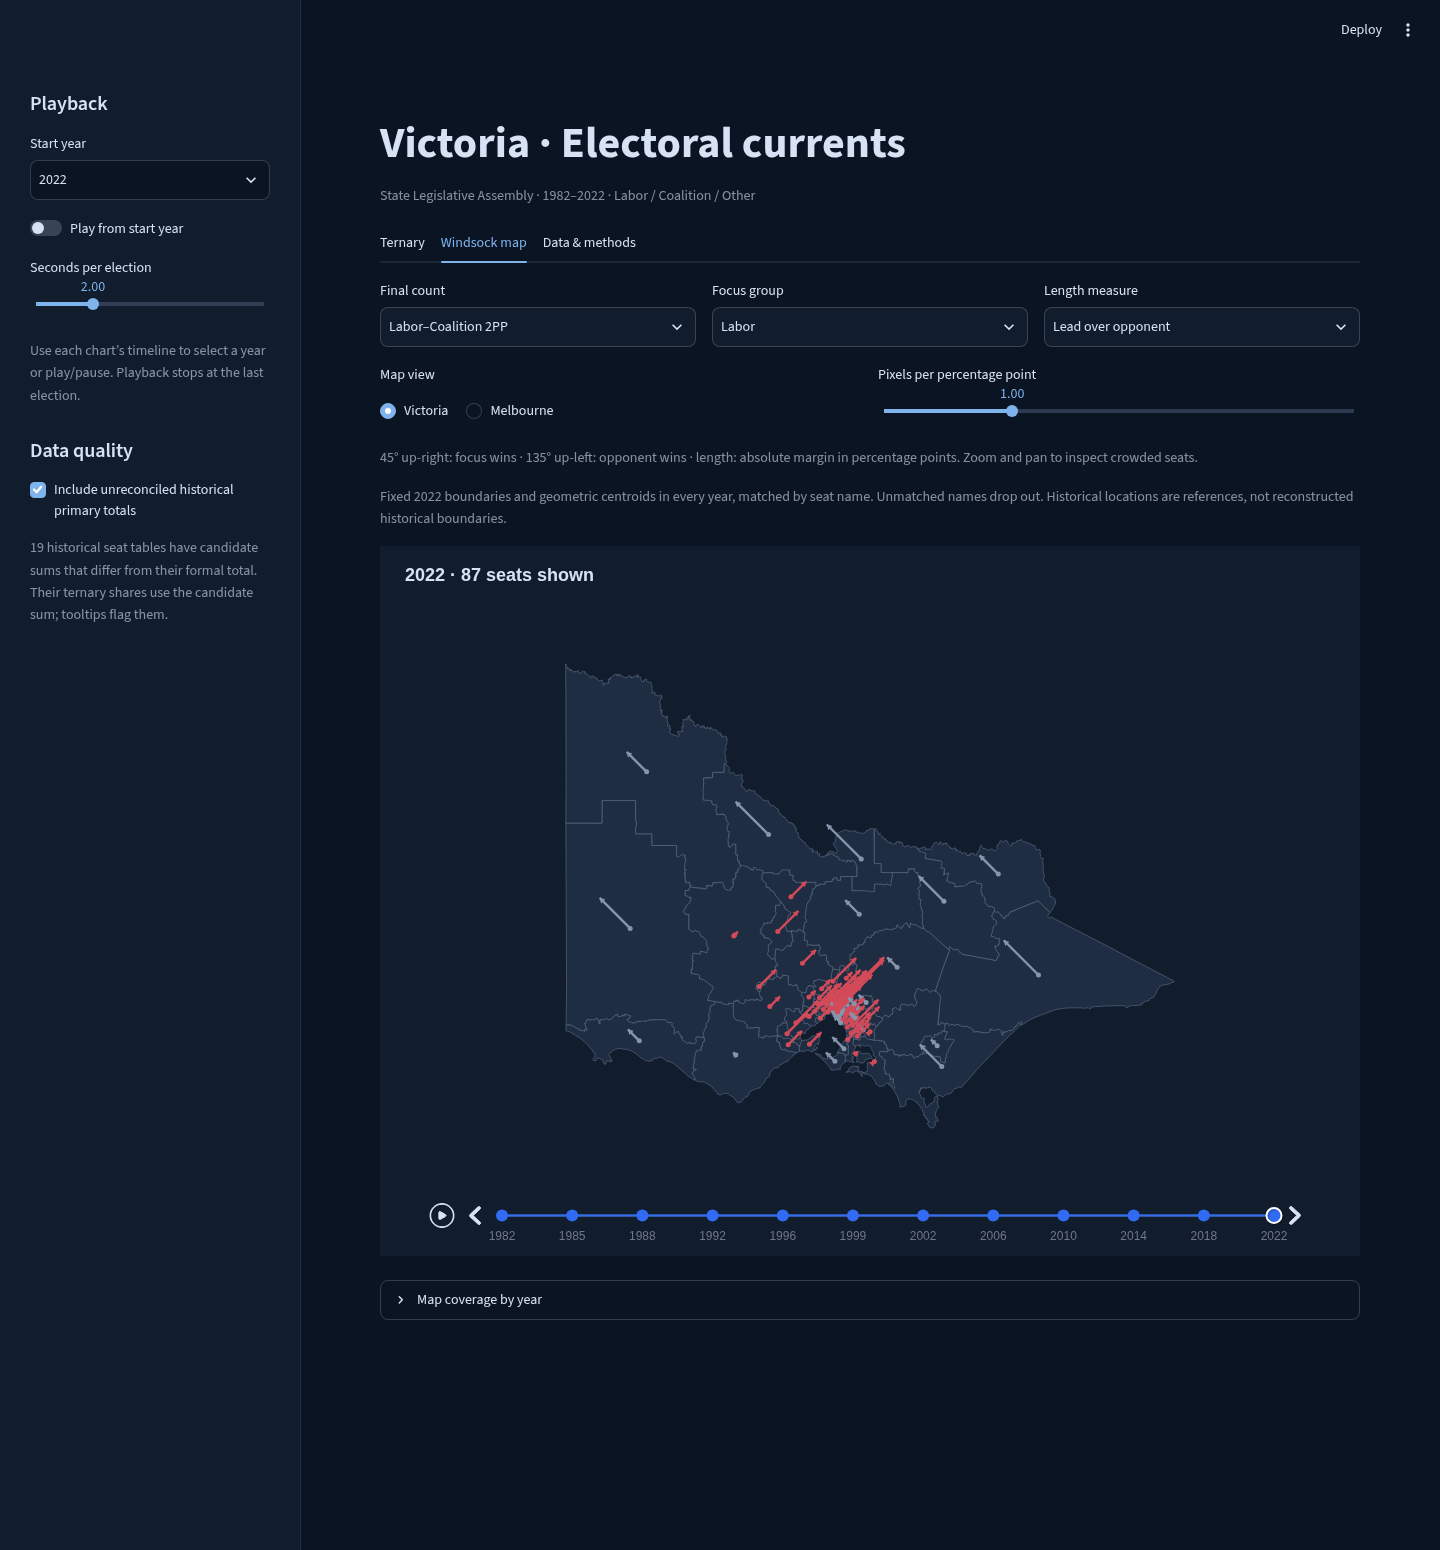 Deploy
Playback
Start year
2022
Play from start year
Seconds per election
2.00
Use each chart's timeline to select a year
or play/pause. Playback stops at the last
election.
Data quality
Include unreconciled historical
primary totals
19 historical seat tables have candidate
sums that differ from their formal total.
Their ternary shares use the candidate
sum; tooltips flag them.
Victoria · Electoral currents
State Legislative Assembly · 1982–2022 · Labor / Coalition / Other
Ternary Windsock map Data & methods
Final count Focus group Length measure
Labor–Coalition 2PP Labor Lead over opponent
Map view Pixels per percentage point
1.00
Victoria Melbourne
45° up-right: focus wins · 135° up-left: opponent wins · length: absolute margin in percentage points. Zoom and pan to inspect crowded seats.
Fixed 2022 boundaries and geometric centroids in every year, matched by seat name. Unmatched names drop out. Historical locations are references, not reconstructed
historical boundaries.
2022 · 87 seats shown
1982 1985 1988 1992 1996 1999 2002 2006 2010 2014 2018 2022
Map coverage by year